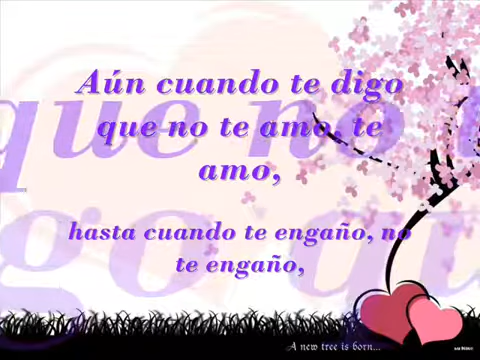 Aún cuando te digo
que no te amo, te
amo,
hasta cuando te engaño, no
te engaño,
A new tree is born...